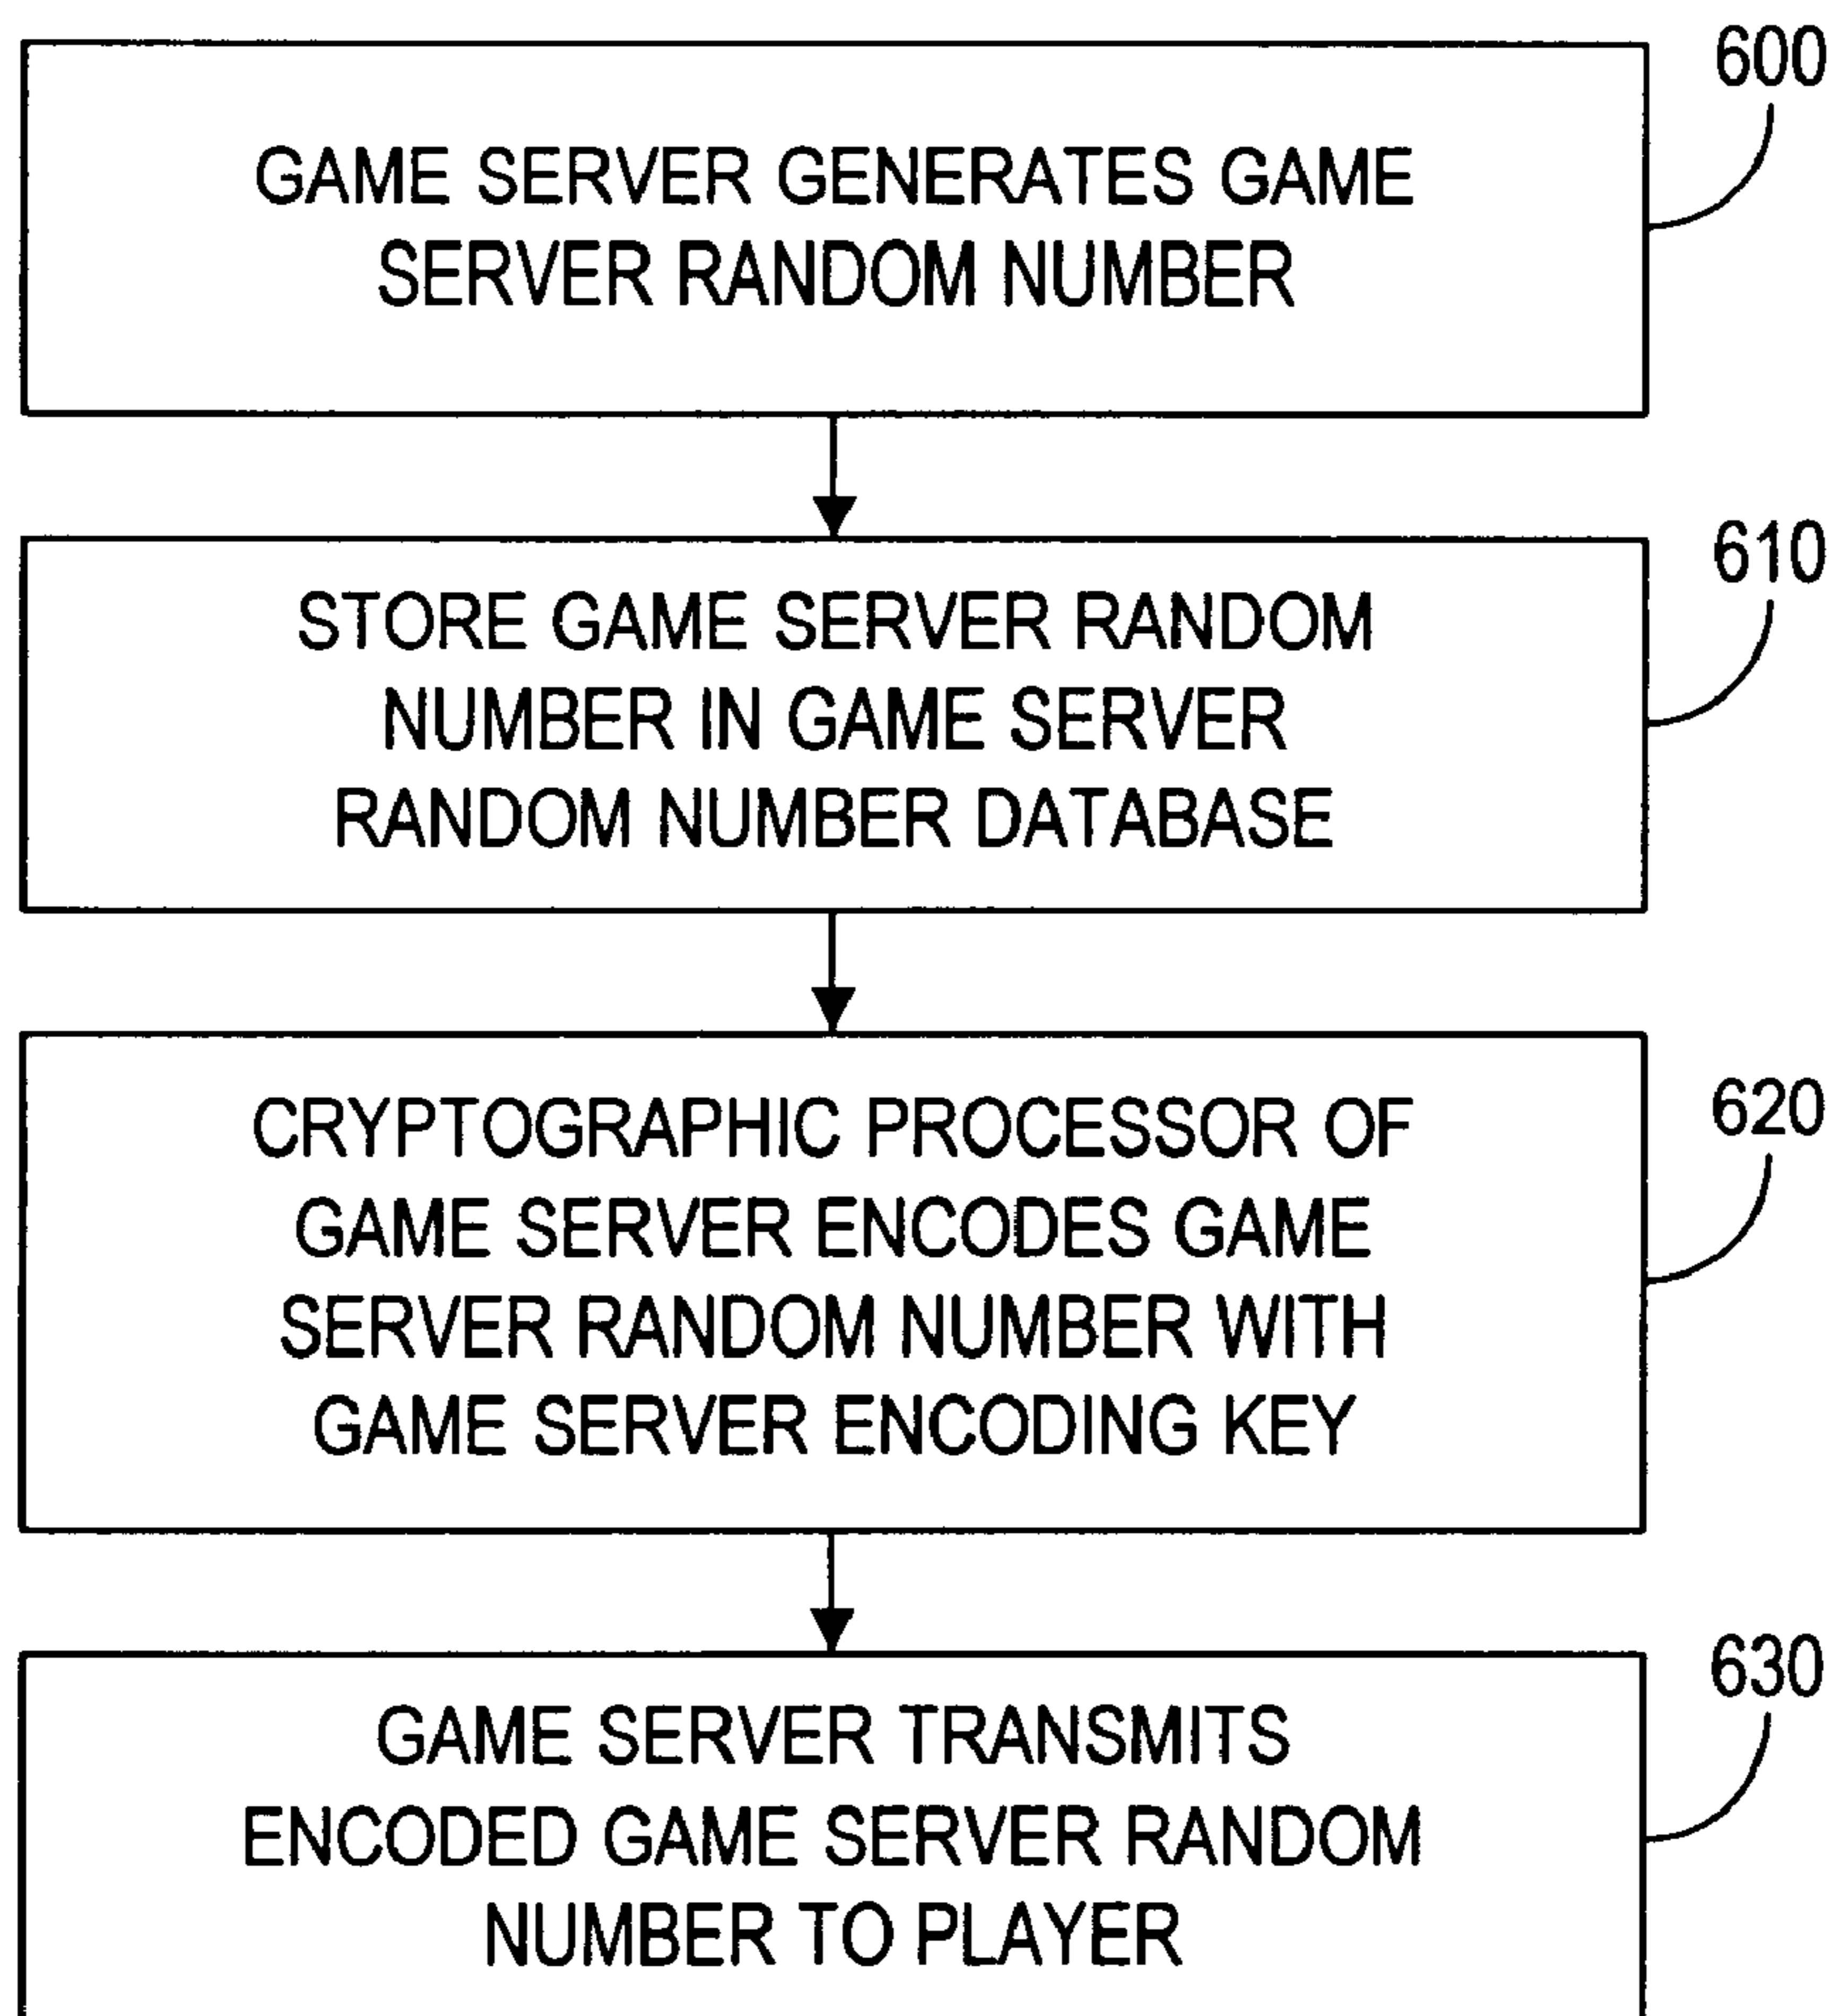 600
GAME SERVER GENERATES GAME
SERVER RANDOM NUMBER
610
STORE GAME SERVER RANDOM
NUMBER IN GAME SERVER
RANDOM NUMBER DATABASE
620
CRYPTOGRAPHIC PROCESSOR OF
GAME SERVER ENCODES GAME
SERVER RANDOM NUMBER WITH
GAME SERVER ENCODING KEY
630
GAME SERVER TRANSMITS
ENCODED GAME SERVER RANDOM
NUMBER TO PLAYER